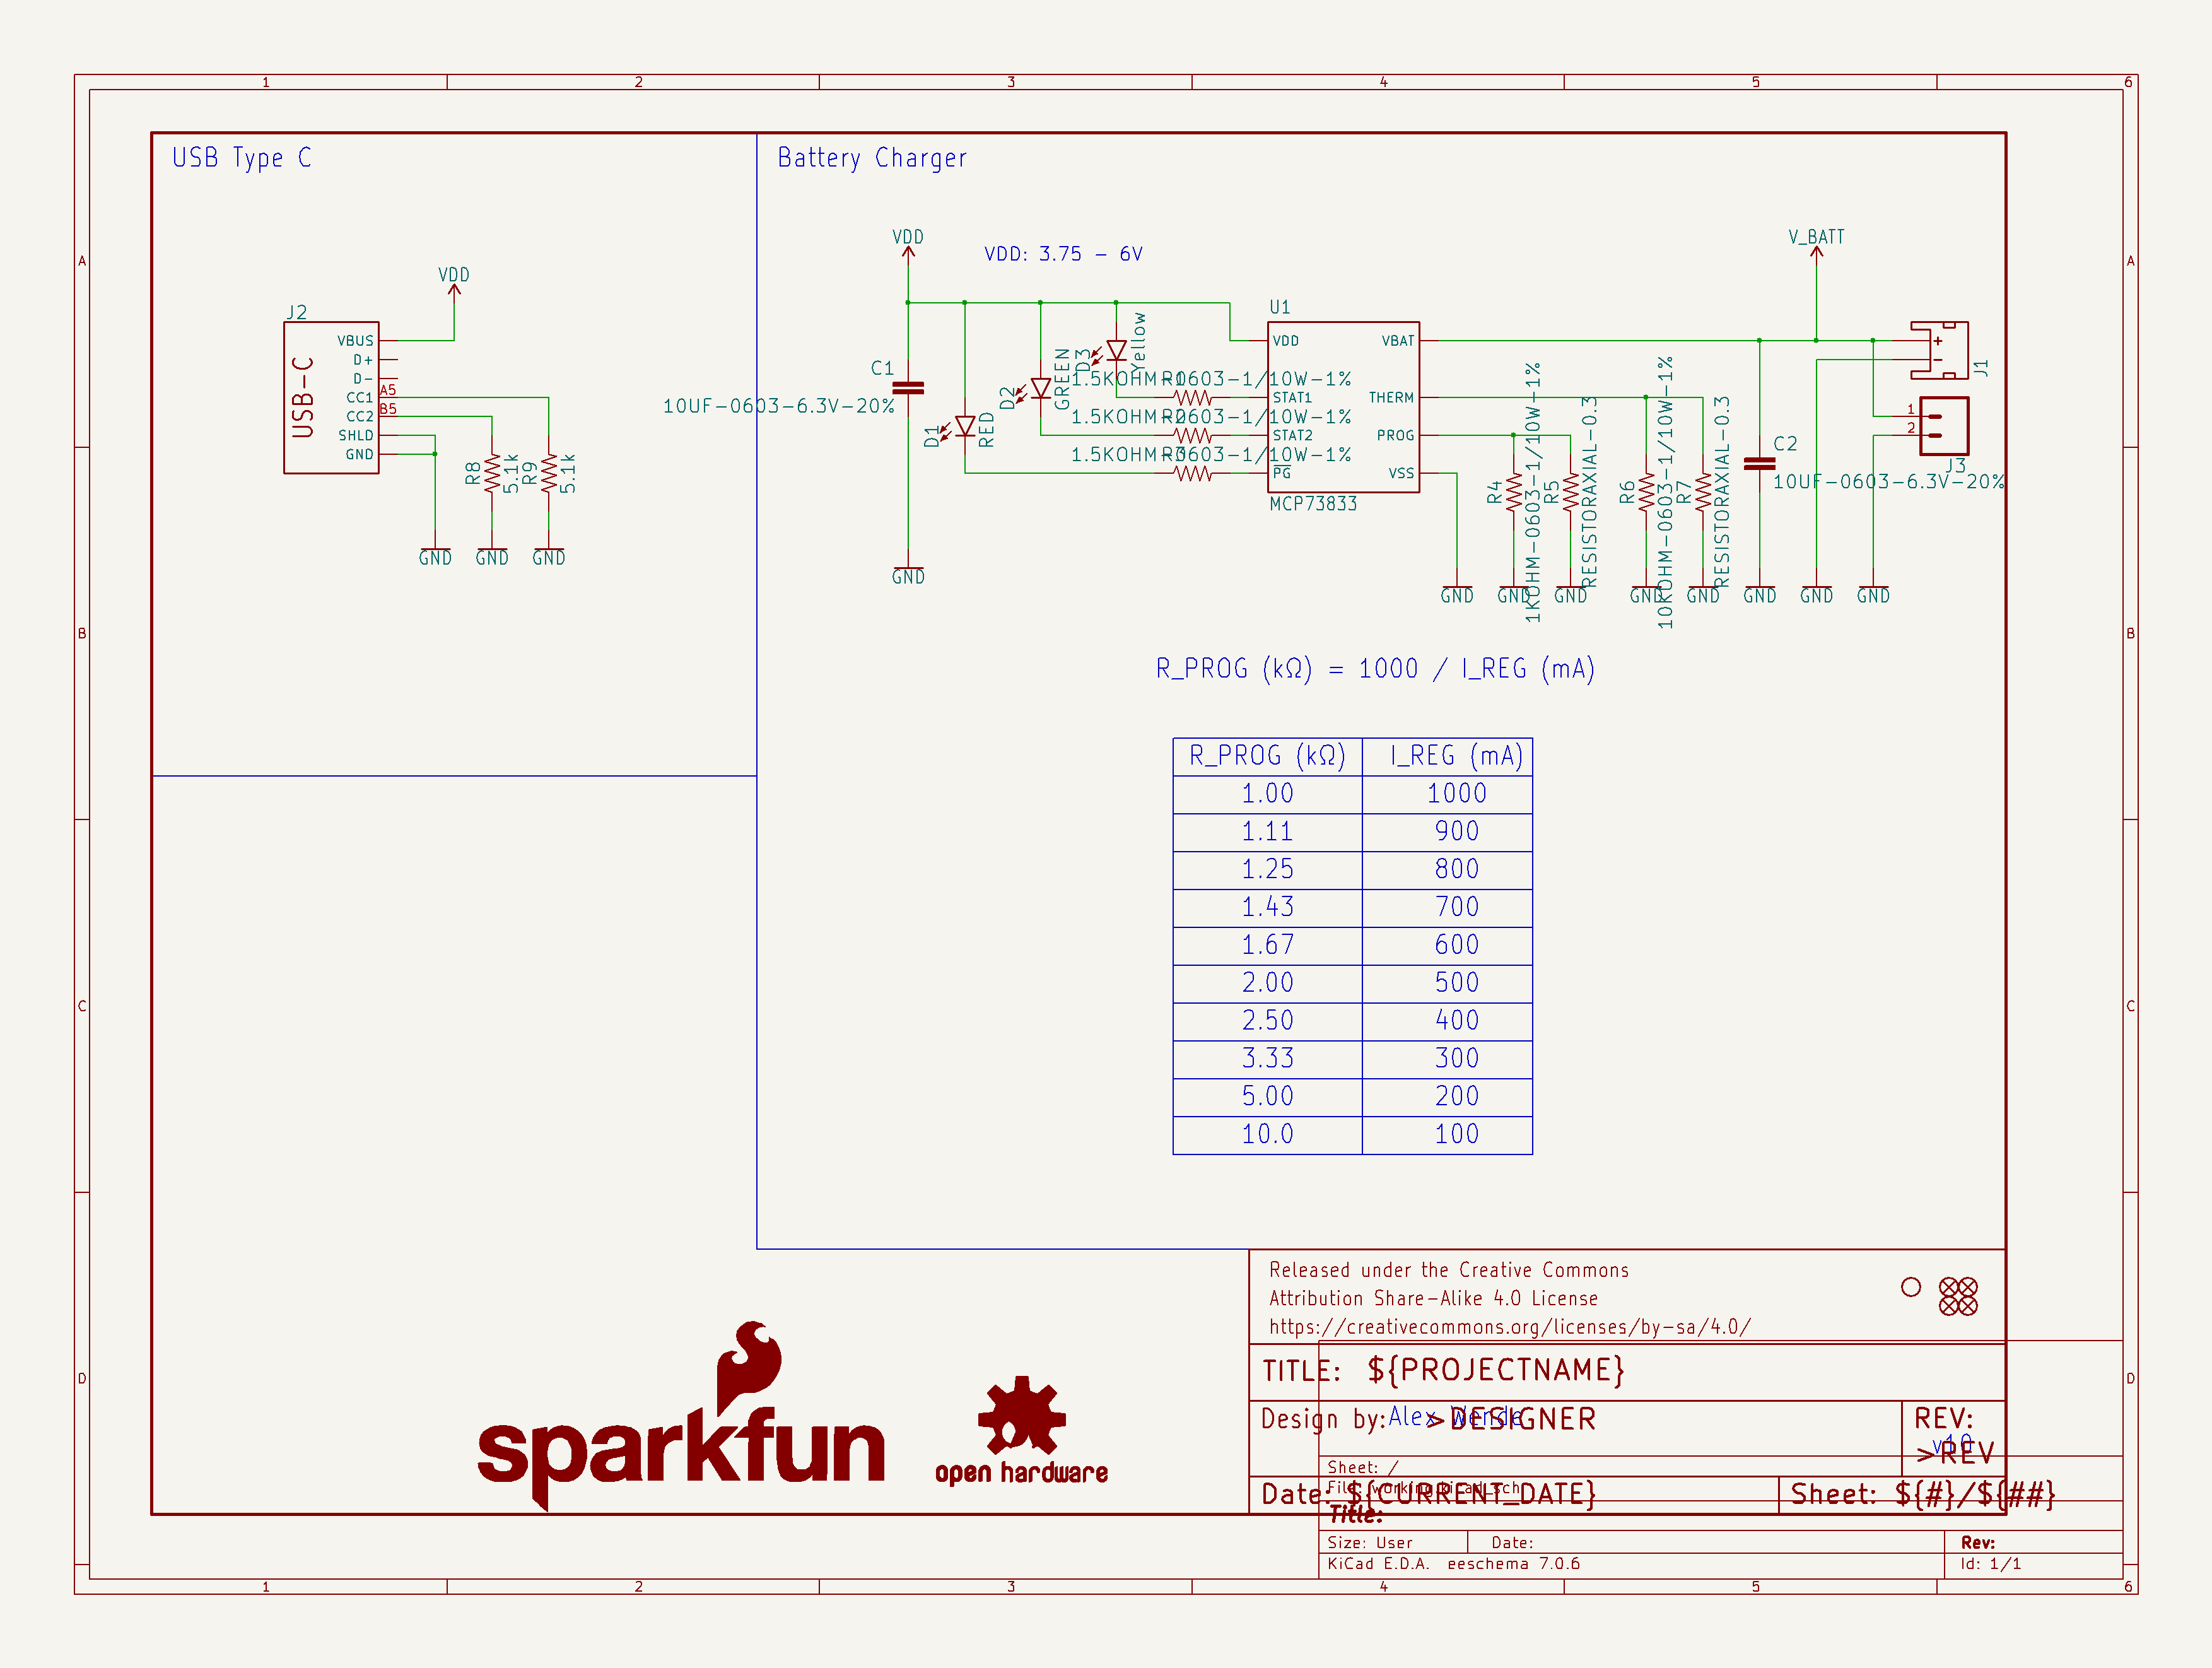 1 2 3 4 5 6
USB Type C
Battery Charger
A
A
B
B
C
C
D
D
VDD
J2
USB-C
VBUS
D+
D-
CC1
CC2
SHLD
GND
A5
B5
R8
5.1k
R9
5.1k
GND
GND
GND
VDD
VDD: 3.75 - 6V
C1
10UF-0603-6.3V-20%
GND
D1
RED
D2
GREEN
D3
Yellow
1.5KOHM-0603-1/10W-1%
R1
1.5KOHM-0603-1/10W-1%
R2
1.5KOHM-0603-1/10W-1%
R3
U1
VDD
STAT1
STAT2
PG
VBAT
THERM
PROG
VSS
MCP73833
V_BATT
R4
1KOHM-0603-1/10W-1%
R5
RESISTORAXIAL-0.3
R6
10KOHM-0603-1/10W-1%
R7
RESISTORAXIAL-0.3
C2
10UF-0603-6.3V-20%
+
-
J1
1
2
J3
GND
GND
GND
GND
GND
GND
GND
GND
R_PROG (kΩ) = 1000 / I_REG (mA)
R_PROG (kΩ) I_REG (mA)
1.00 1000
1.11 900
1.25 800
1.43 700
1.67 600
2.00 500
2.50 400
3.33 300
5.00 200
10.0 100
Released under the Creative Commons
Attribution Share-Alike 4.0 License
https://creativecommons.org/licenses/by-sa/4.0/
TITLE: ${PROJECTNAME}
Design by: Alex Wende
>DESIGNER
REV:
v10
>REV
Date: ${CURRENT_DATE}
Sheet: ${#}/${##}
Sheet: /
File: working.kicad_sch
Title:
Size: User
Date:
Rev:
KiCad E.D.A. eeschema 7.0.6
Id: 1/1
sparkfun
open hardware
1 2 3 4 5 6